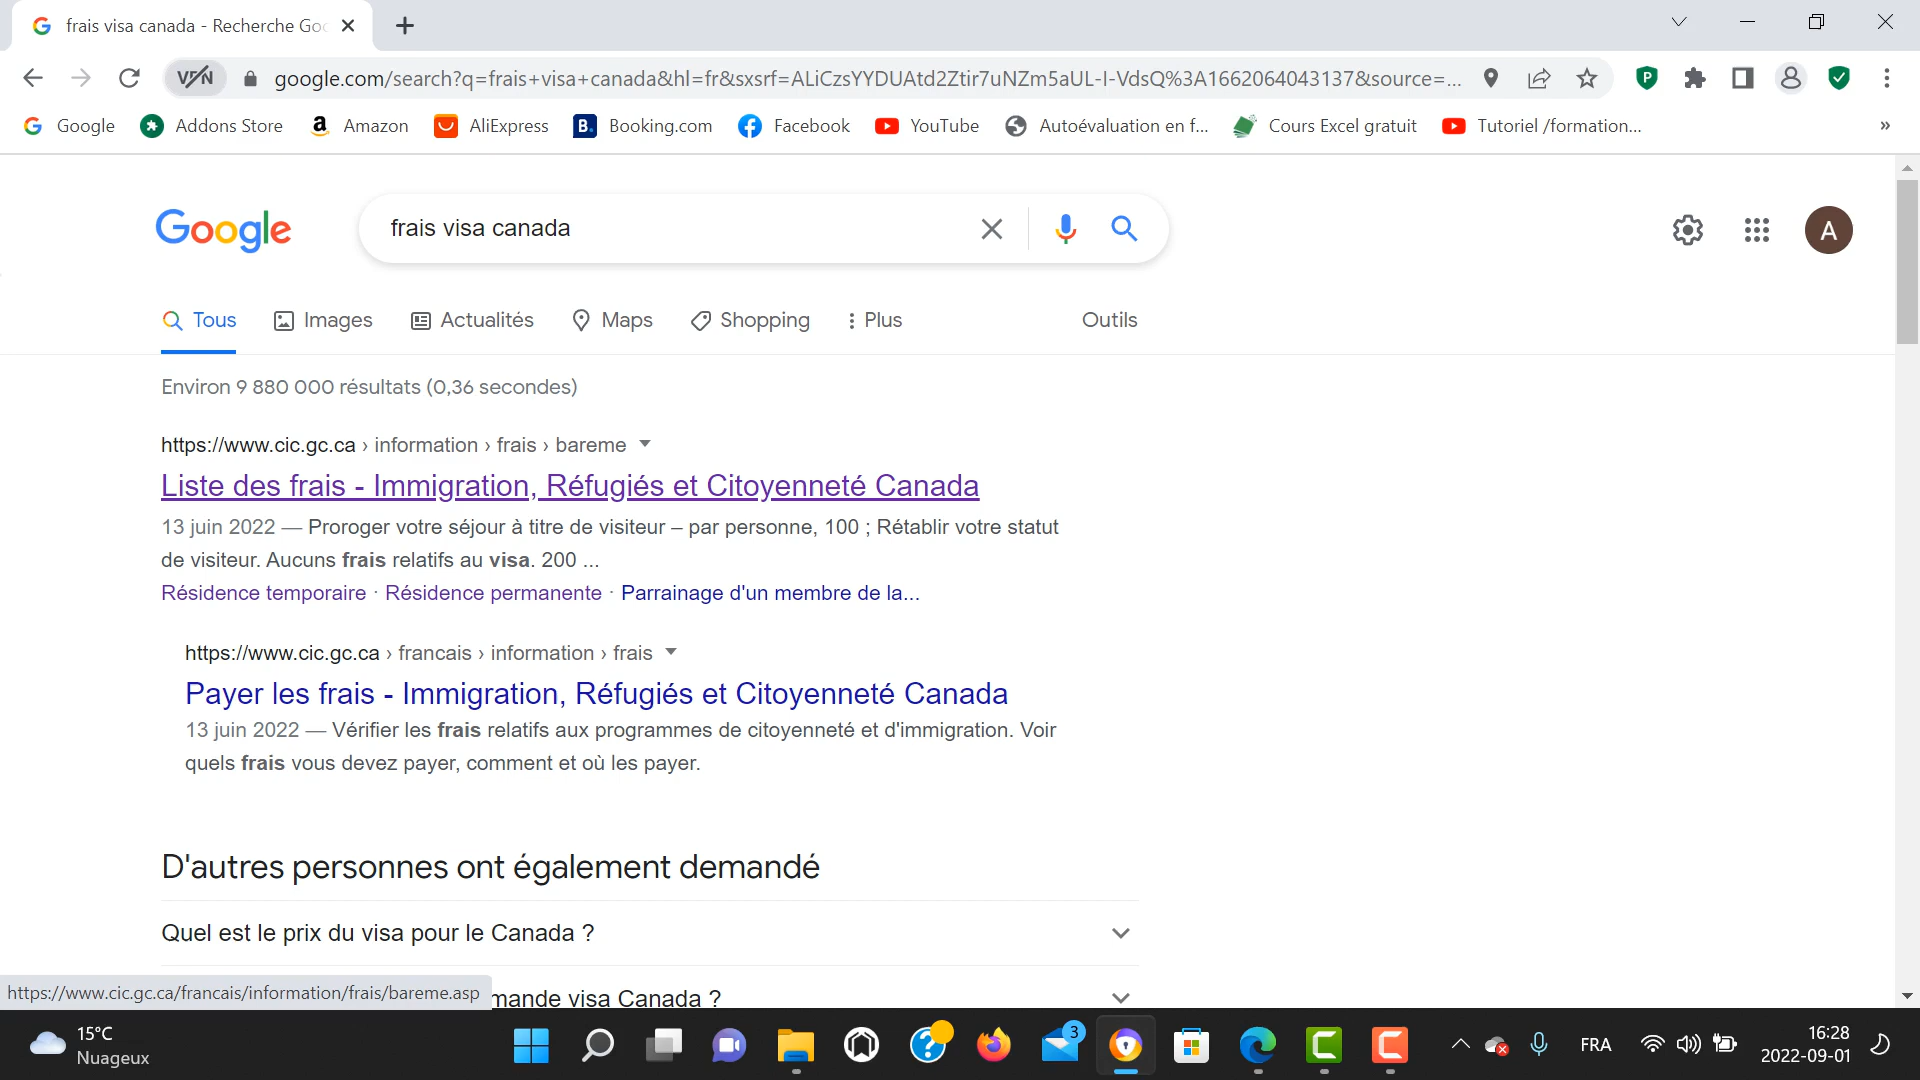 frais visa canada - Recherche Goo
VPN
google.com/search?q=frais+visa+canada&hl=fr&sxsrf=ALiCzsYYDUAtd2Ztir7uNZm5aUL-I-VdsQ%3A1662064043137&source=...
Google
Addons Store
Amazon
AliExpress
Booking.com
Facebook
YouTube
Autoévaluation en f...
Cours Excel gratuit
Tutoriel /formation...
»
Google
frais visa canada
A
Tous
Images
Actualités
Maps
Shopping
Plus
Outils
Environ 9 880 000 résultats (0,36 secondes)
https://www.cic.gc.ca › information › frais › bareme
Liste des frais - Immigration, Réfugiés et Citoyenneté Canada
13 juin 2022 — Proroger votre séjour à titre de visiteur – par personne, 100 ; Rétablir votre statut
de visiteur. Aucuns frais relatifs au visa. 200 ...
Résidence temporaire · Résidence permanente · Parrainage d'un membre de la...
https://www.cic.gc.ca › francais › information › frais
Payer les frais - Immigration, Réfugiés et Citoyenneté Canada
13 juin 2022 — Vérifier les frais relatifs aux programmes de citoyenneté et d'immigration. Voir
quels frais vous devez payer, comment et où les payer.
D'autres personnes ont également demandé
Quel est le prix du visa pour le Canada ?
https://www.cic.gc.ca/francais/information/frais/bareme.asp
mande visa Canada ?
15°C
Nuageux
3
FRA
16:28
2022-09-01